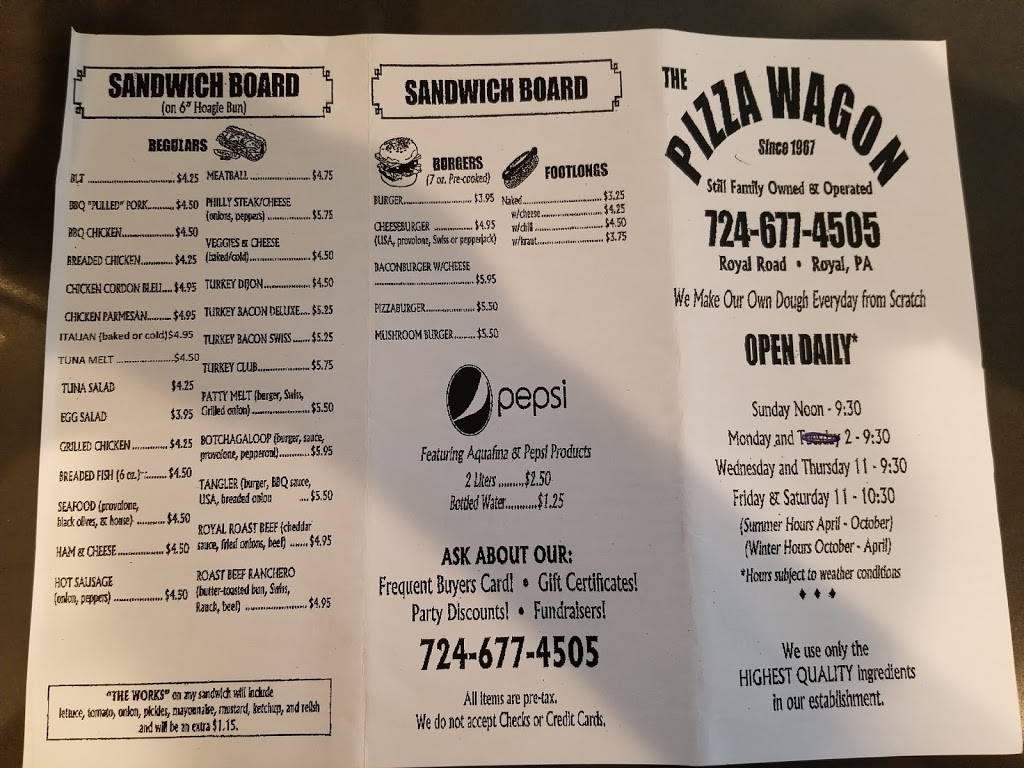 SANDWICH BOARD
(on 6" Hoagie Bun)
REGULARS
BLT $4.25
BBQ "PULLED" PORK $4.50
BBQ CHICKEN $4.50
BREADED CHICKEN $4.25
CHICKEN CORDON BLEU $4.95
CHICKEN PARMESAN $4.95
ITALIAN (baked or cold) $4.95
TUNA MELT $4.50
TUNA SALAD $4.25
EGG SALAD $3.95
GRILLED CHICKEN $4.25
BREADED FISH (6 oz.) $4.50
SEAFOOD (provolone,
black olives, & house) $4.50
HAM & CHEESE $4.50
HOT SAUSAGE
(onion, peppers) $4.50
MEATBALL $4.75
PHILLY STEAK/CHEESE
(onions, peppers) $5.75
VEGGIES & CHEESE
(baked/cold) $4.50
TURKEY DIJON $4.50
TURKEY BACON DELUXE $5.25
TURKEY BACON SWISS $5.25
TURKEY CLUB $5.75
PATTY MELT (burger, Swiss,
Grilled onion) $5.50
BOTCHAGALOOP (burger, sauce,
provolone, pepperoni) $5.95
TANGLER (burger, BBQ sauce,
USA, breaded onion $5.50
ROYAL ROAST BEEF (cheddar
sauce, fried onions, beef) $4.95
ROAST BEEF RANCHERO
(butter-toasted bun, Swiss,
Ranch, beef) $4.95
"THE WORKS" on any sandwich will include
lettuce, tomato, onion, pickles, mayonnaise, mustard, ketchup, and relish
and will be an extra $1.15.
SANDWICH BOARD
BURGERS
(7 oz. Pre-cooked)
BURGER $3.95
CHEESEBURGER $4.95
(USA, provolone, Swiss or pepperjack)
BACONBURGER W/CHEESE
$5.95
PIZZABURGER $5.50
MUSHROOM BURGER $5.50
FOOTLONGS
Naked $3.25
w/cheese $4.25
w/chili $4.50
w/kraut $3.75
pepsi
Featuring Aquafina & Pepsi Products
2 Liters $2.50
Bottled Water $1.25
ASK ABOUT OUR:
Frequent Buyers Card! • Gift Certificates!
Party Discounts! • Fundraisers!
724-677-4505
All items are pre-tax.
We do not accept Checks or Credit Cards.
THE
PIZZA WAGON
Since 1967
Still Family Owned & Operated
724-677-4505
Royal Road • Royal, PA
We Make Our Own Dough Everyday from Scratch
OPEN DAILY*
Sunday Noon - 9:30
Monday and 2 - 9:30
Wednesday and Thursday 11 - 9:30
Friday & Saturday 11 - 10:30
(Summer Hours April - October)
(Winter Hours October - April)
*Hours subject to weather conditions
We use only the
HIGHEST QUALITY ingredients
in our establishment.